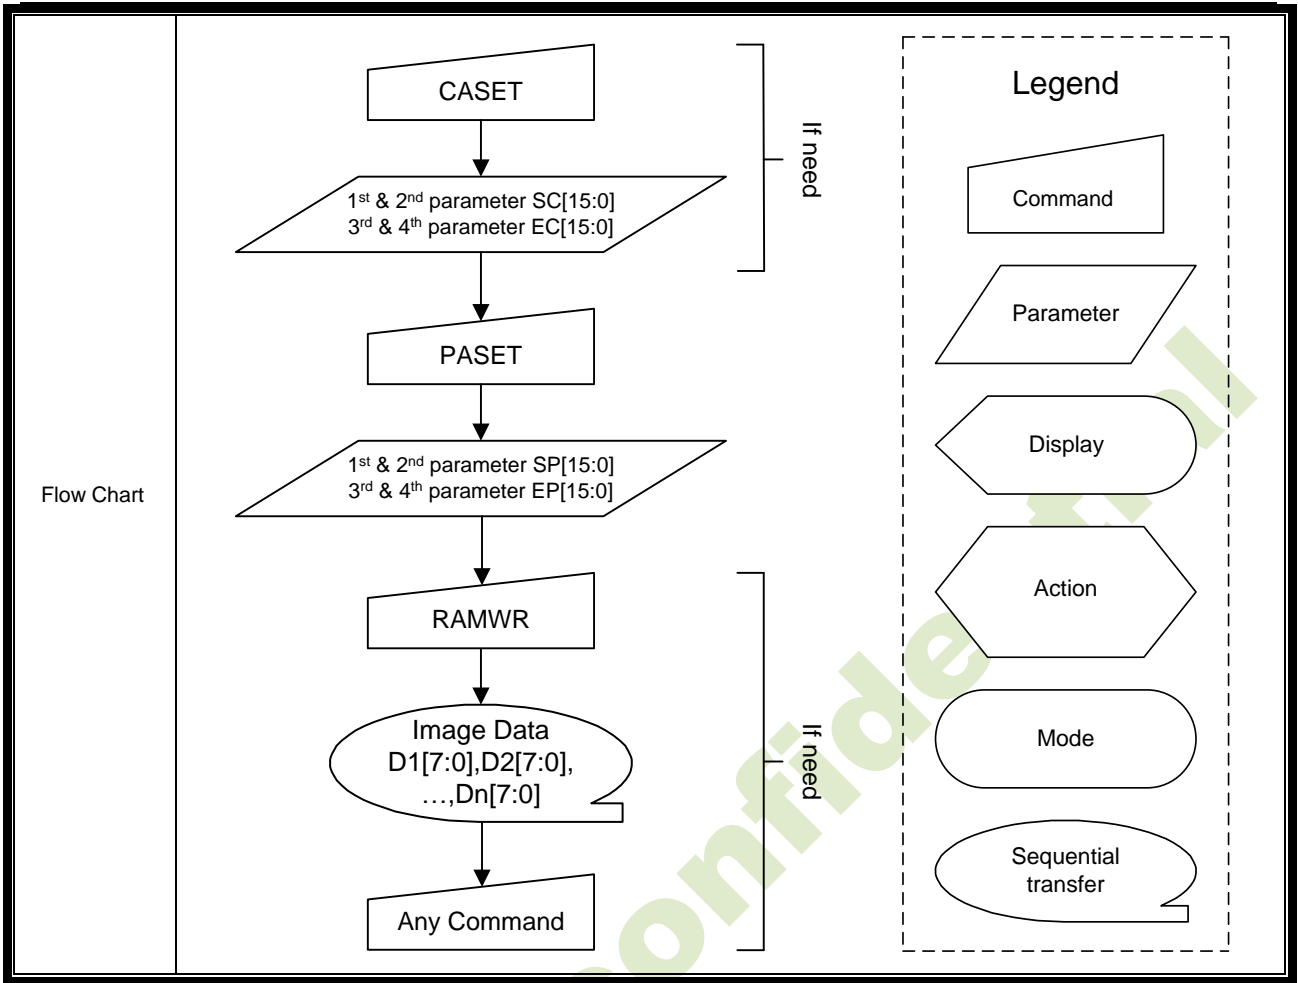 Flow Chart
CASET
1st & 2nd parameter SC[15:0]
3rd & 4th parameter EC[15:0]
If need
PASET
1st & 2nd parameter SP[15:0]
3rd & 4th parameter EP[15:0]
RAMWR
Image Data
D1[7:0],D2[7:0],
…,Dn[7:0]
Any Command
If need
Legend
Command
Parameter
Display
Action
Mode
Sequential
transfer